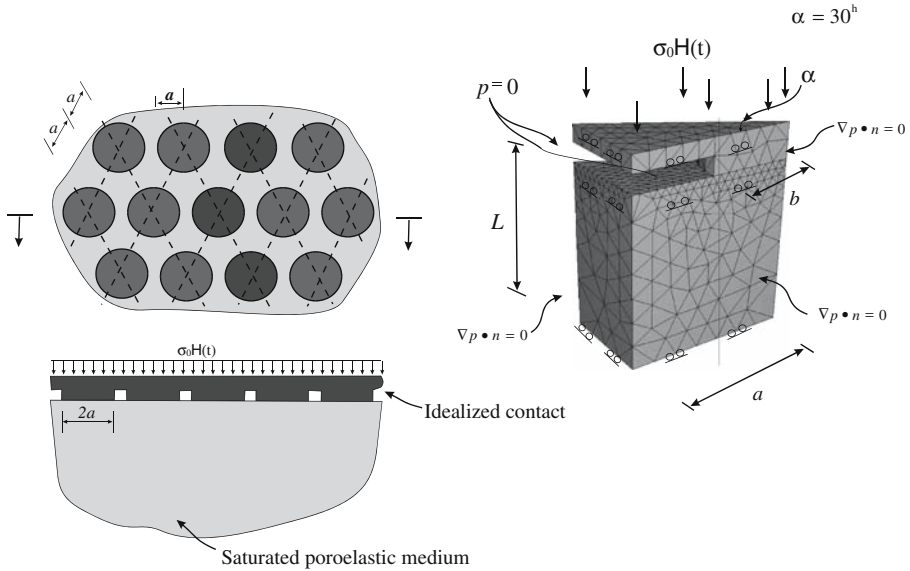 α = 30ʰ
σ₀H(t)
p = 0
α
∇p • n = 0
b
L
∇p • n = 0
∇p • n = 0
a
a
a
a
σ₀H(t)
2a
Idealized contact
Saturated poroelastic medium